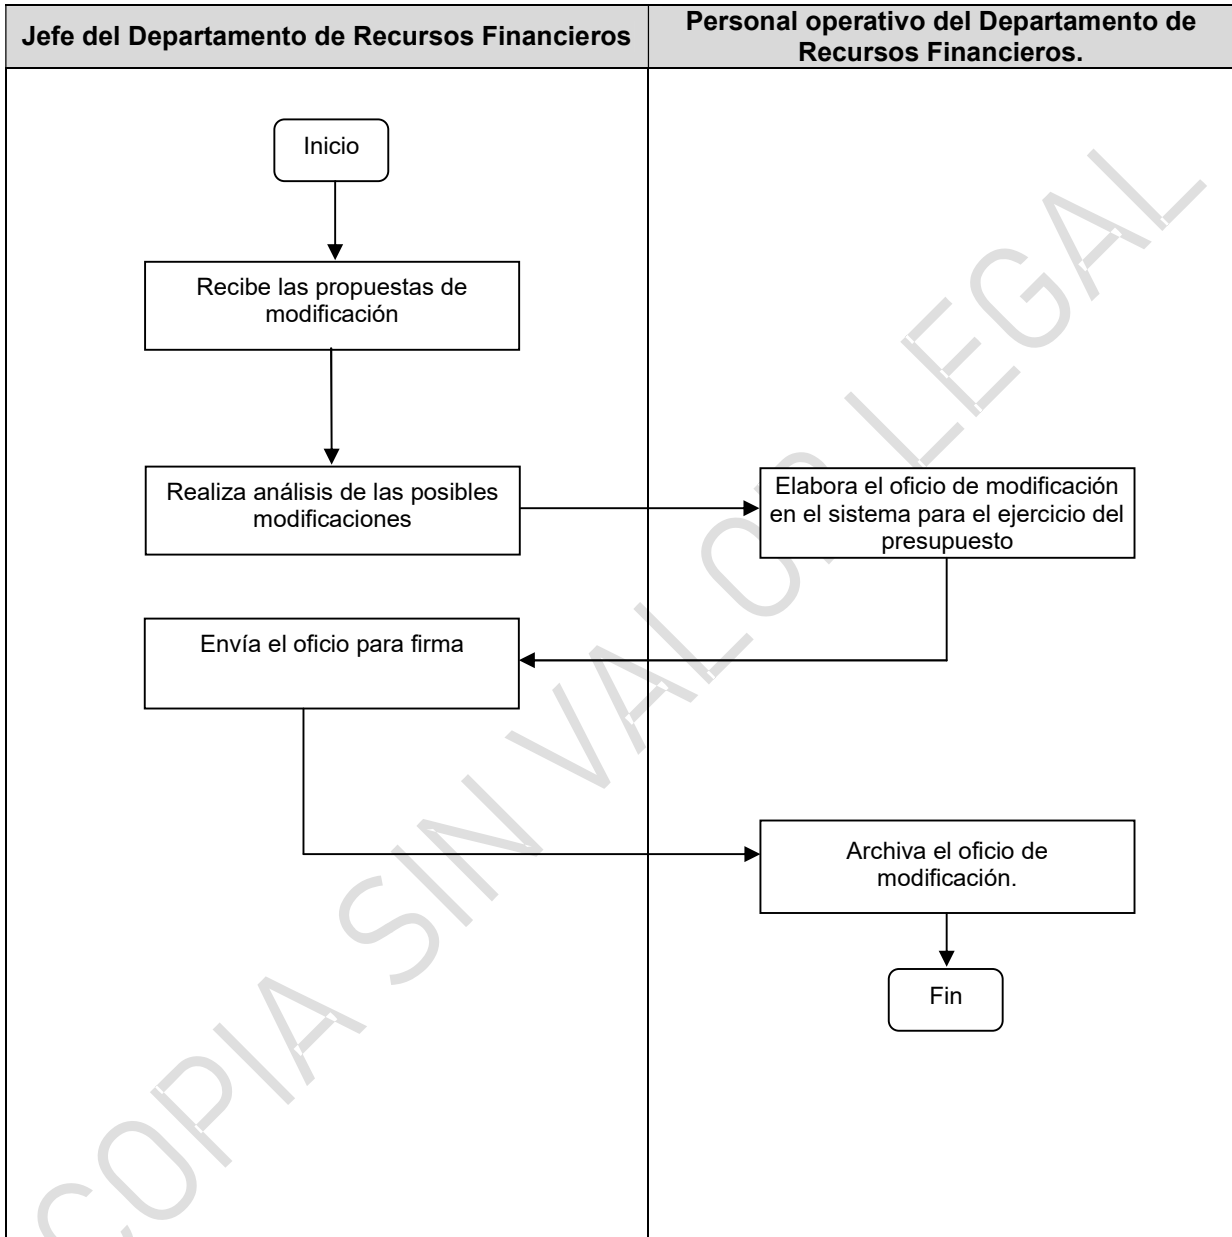 Jefe del Departamento de Recursos Financieros
Personal operativo del Departamento de
Recursos Financieros.
Inicio
Recibe las propuestas de
modificación
Realiza análisis de las posibles
modificaciones
Elabora el oficio de modificación
en el sistema para el ejercicio del
presupuesto
Envía el oficio para firma
Archiva el oficio de
modificación.
Fin
COPIA SIN VALOR LEGAL